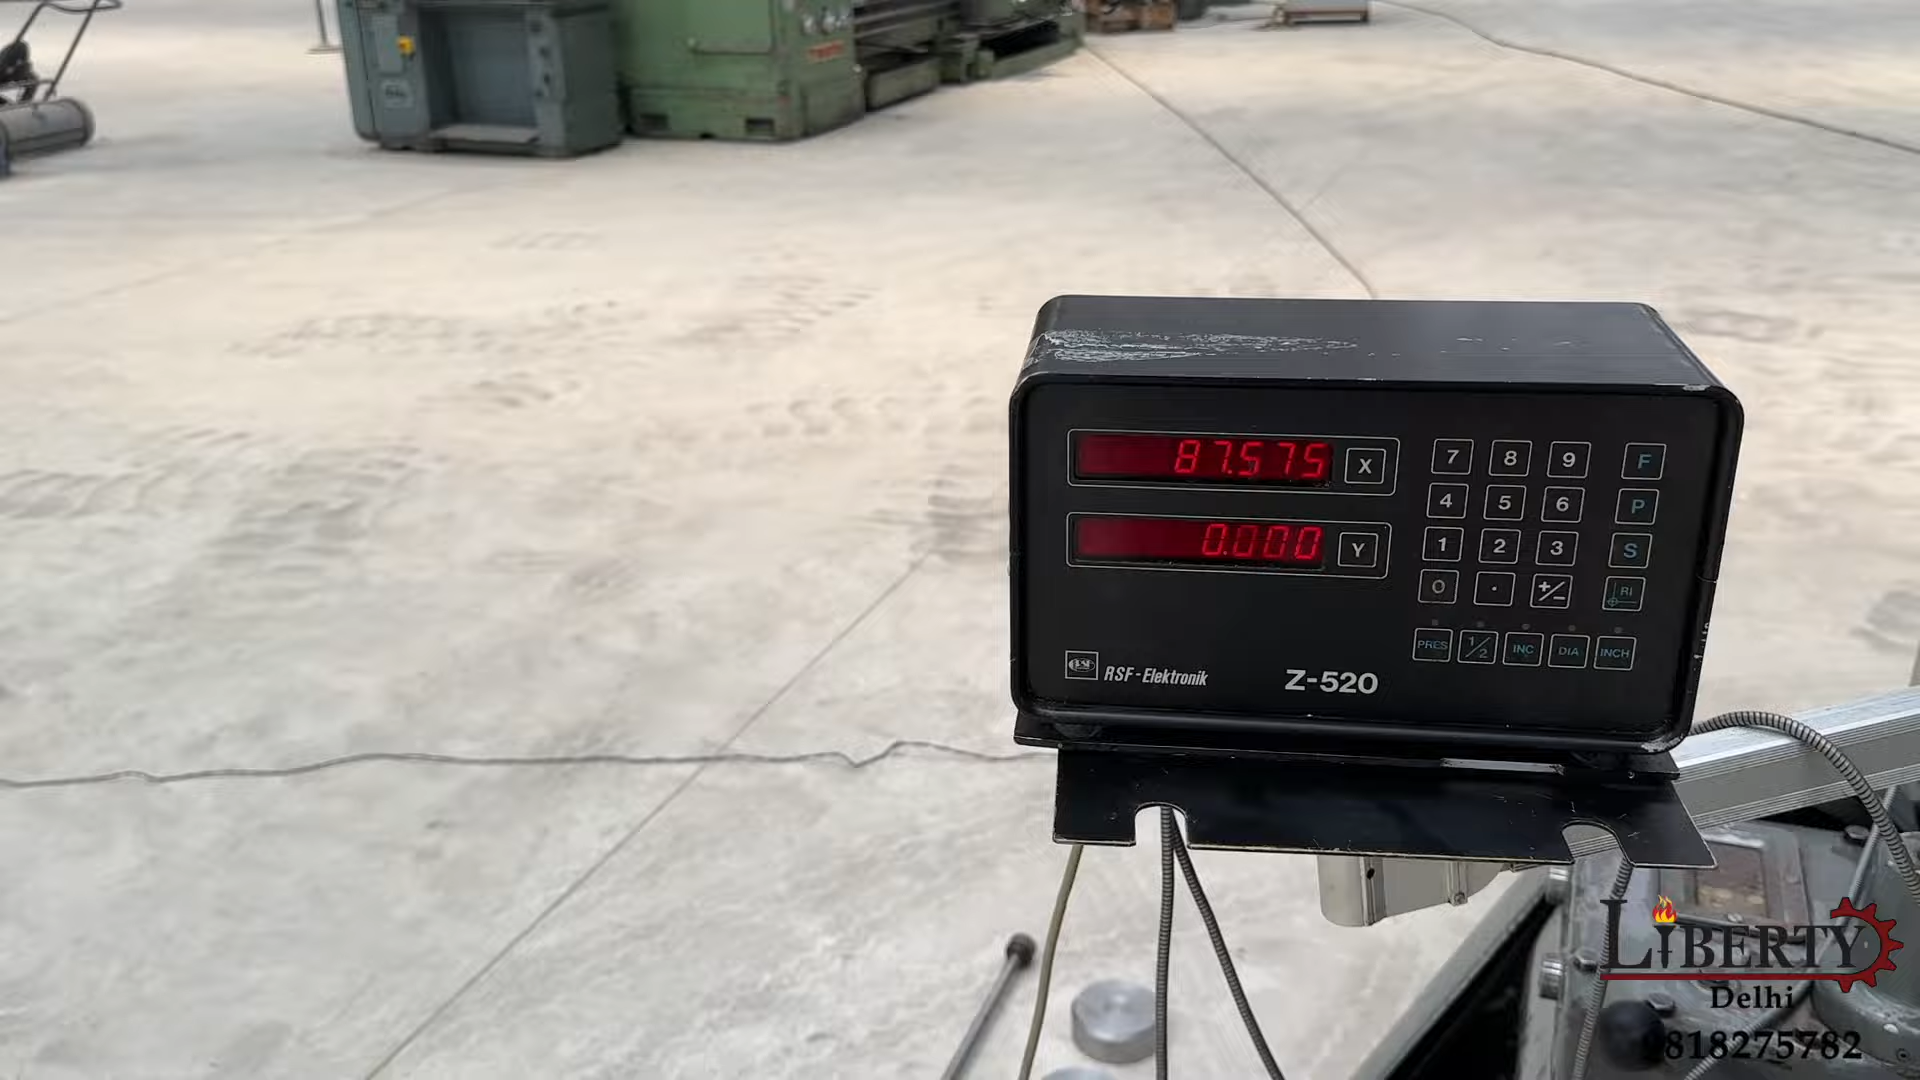 87.575 X
0.000 Y
7 8 9 F
4 5 6 P
1 2 3 S
0 . +/- RI
PRES 1/2 INC DIA INCH
RSF RSF-Elektronik Z-520
LIBERTY
Delhi
9818275782